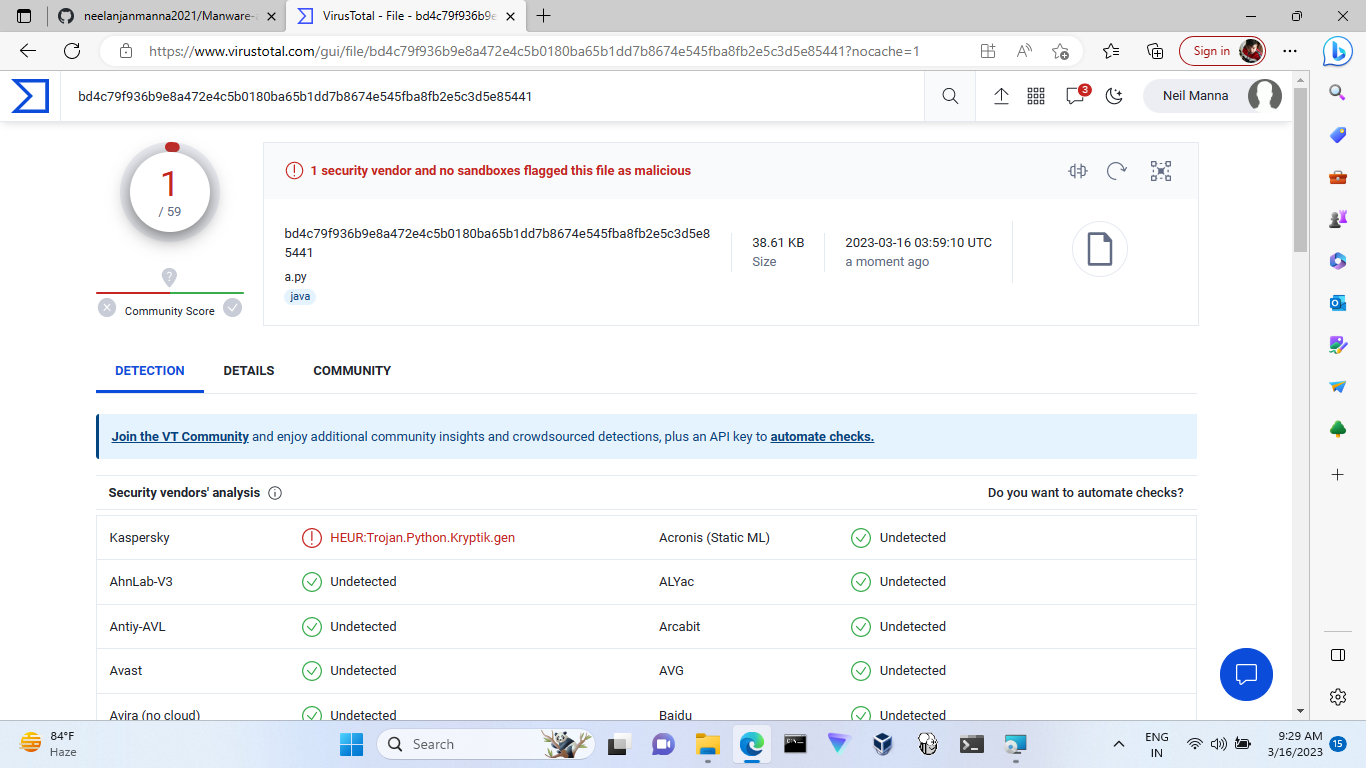 neelanjanmanna2021/Manware-
VirusTotal - File - bd4c79f936b9e
https://www.virustotal.com/gui/file/bd4c79f936b9e8a472e4c5b0180ba65b1dd7b8674e545fba8fb2e5c3d5e85441?nocache=1
Sign in
bd4c79f936b9e8a472e4c5b0180ba65b1dd7b8674e545fba8fb2e5c3d5e85441
3
Neil Manna
1
/ 59
?
Community Score
1 security vendor and no sandboxes flagged this file as malicious
bd4c79f936b9e8a472e4c5b0180ba65b1dd7b8674e545fba8fb2e5c3d5e8
5441
a.py
java
38.61 KB
Size
2023-03-16 03:59:10 UTC
a moment ago
DETECTION DETAILS COMMUNITY
Join the VT Community and enjoy additional community insights and crowdsourced detections, plus an API key to automate checks.
Security vendors' analysis Do you want to automate checks?
Kaspersky HEUR:Trojan.Python.Kryptik.gen Acronis (Static ML) Undetected
AhnLab-V3 Undetected ALYac Undetected
Antiy-AVL Undetected Arcabit Undetected
Avast Undetected AVG Undetected
Avira (no cloud) Undetected Baidu Undetected
84°F
Haze
Search
ENG
IN
9:29 AM
3/16/2023
15